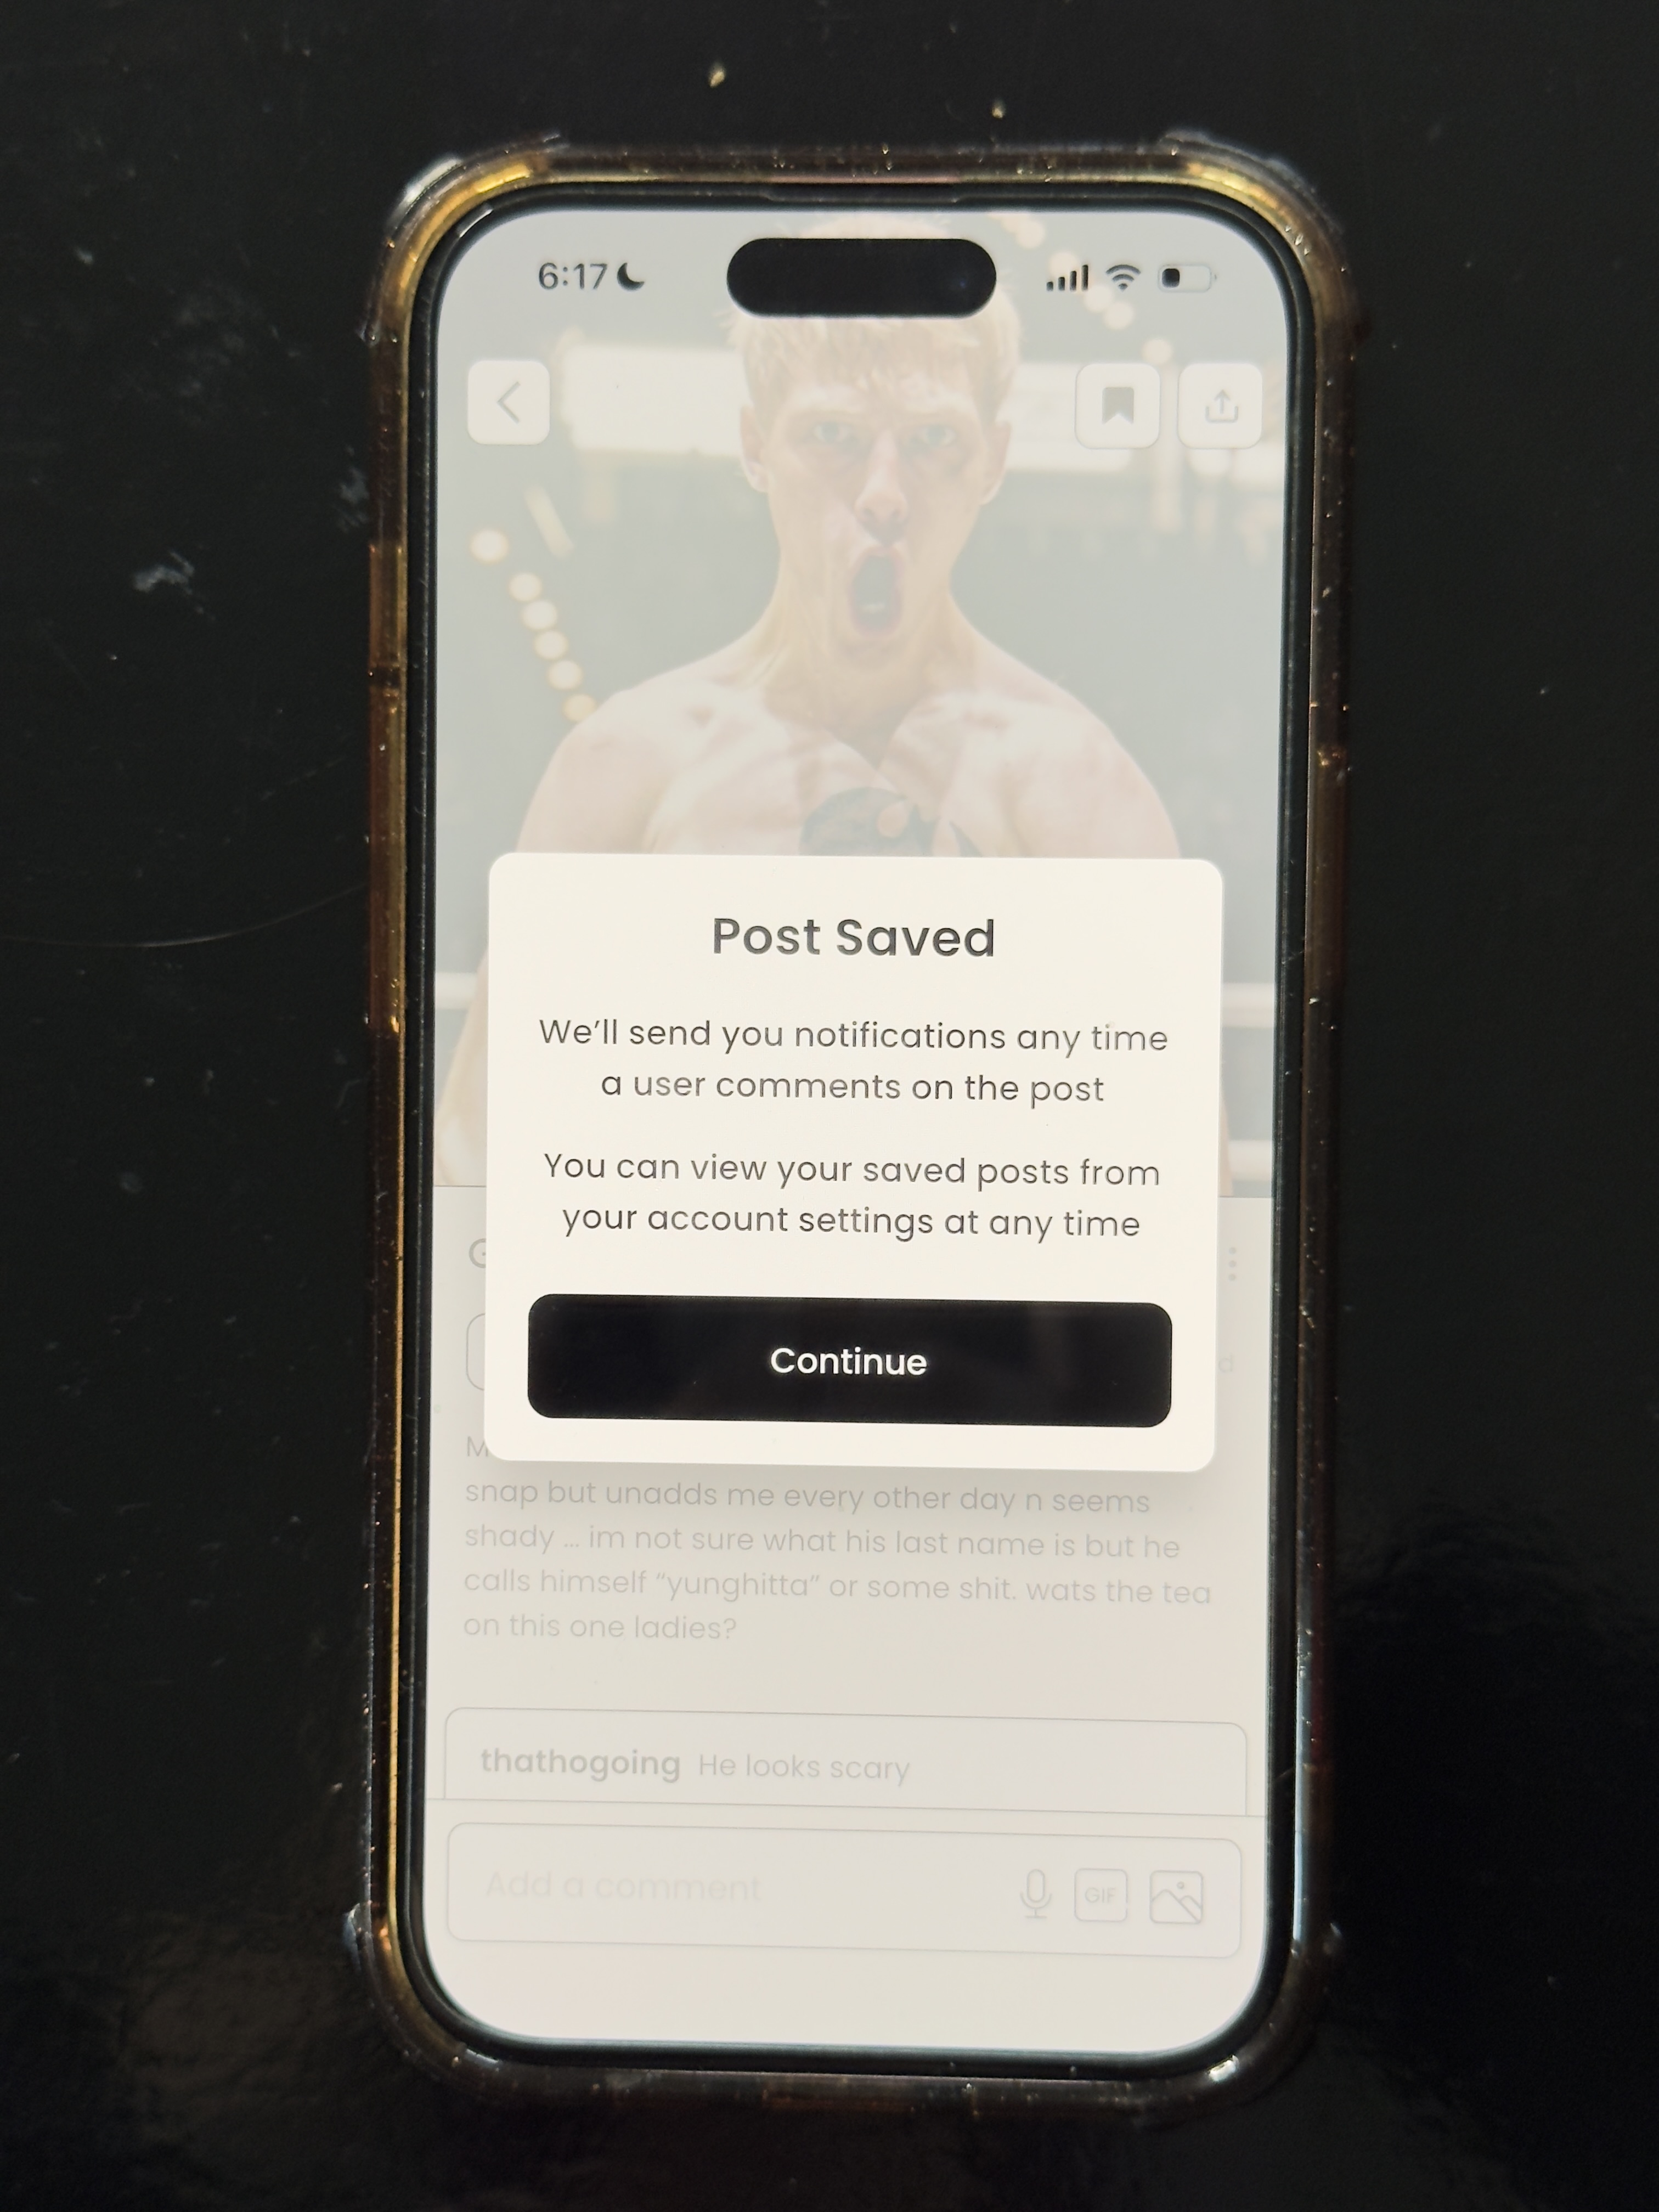 6:17
Post Saved
We'll send you notifications any time
a user comments on the post
You can view your saved posts from
your account settings at any time
Continue
snap but unadds me every other day n seems
shady ... im not sure what his last name is but he
calls himself “yunghitta” or some shit. wats the tea
on this one ladies?
thathogoing He looks scary
Add a comment
GIF